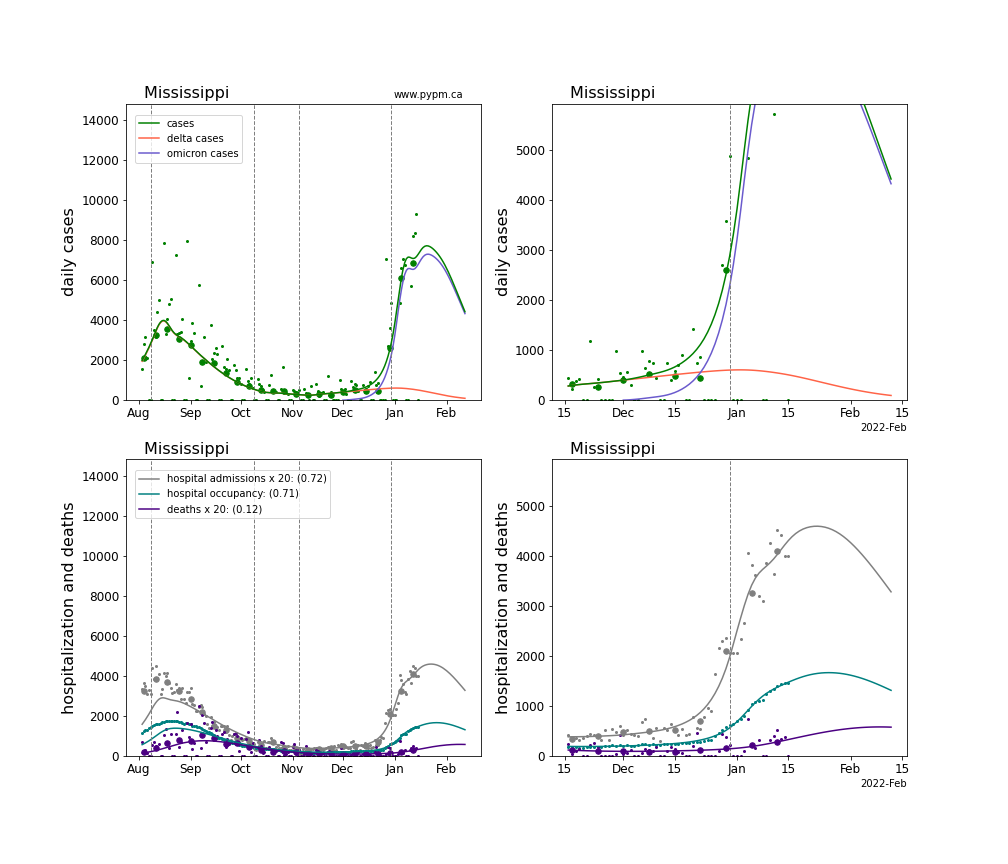 Mississippi
www.pypm.ca
daily cases
14000
12000
10000
8000
6000
4000
2000
0
cases
delta cases
omicron cases
Aug Sep Oct Nov Dec Jan Feb
Mississippi
daily cases
5000
4000
3000
2000
1000
0
15 Dec 15 Jan 15 Feb 15
2022-Feb
Mississippi
hospitalization and deaths
14000
12000
10000
8000
6000
4000
2000
0
hospital admissions x 20: (0.72)
hospital occupancy: (0.71)
deaths x 20: (0.12)
Aug Sep Oct Nov Dec Jan Feb
Mississippi
hospitalization and deaths
5000
4000
3000
2000
1000
0
15 Dec 15 Jan 15 Feb 15
2022-Feb